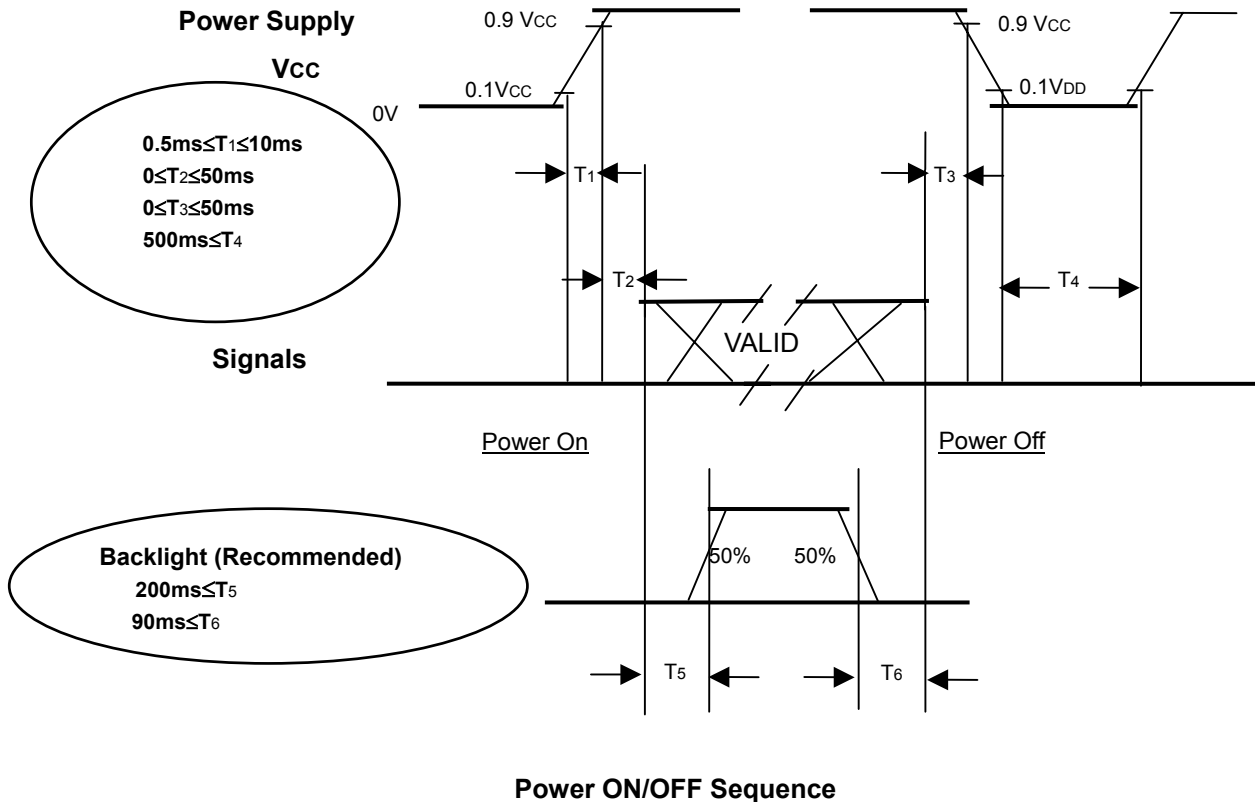 Power Supply
0.9 VCC
0.9 VCC
VCC
0.1VCC
0.1VDD
0V
0.5ms≤T1≤10ms
0≤T2≤50ms
0≤T3≤50ms
500ms≤T4
T1
T3
T2
T4
VALID
Signals
Power On
Power Off
Backlight (Recommended)
200ms≤T5
90ms≤T6
50%
50%
T5
T6
Power ON/OFF Sequence